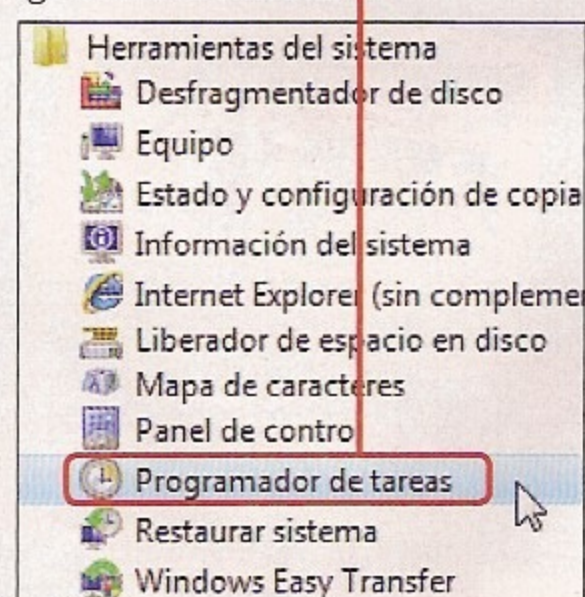 Herramientas del sistema
Desfragmentador de disco
Equipo
Estado y configuración de copia
Información del sistema
Internet Explorer (sin compleme
Liberador de espacio en disco
Mapa de caracteres
Panel de control
Programador de tareas
Restaurar sistema
Windows Easy Transfer